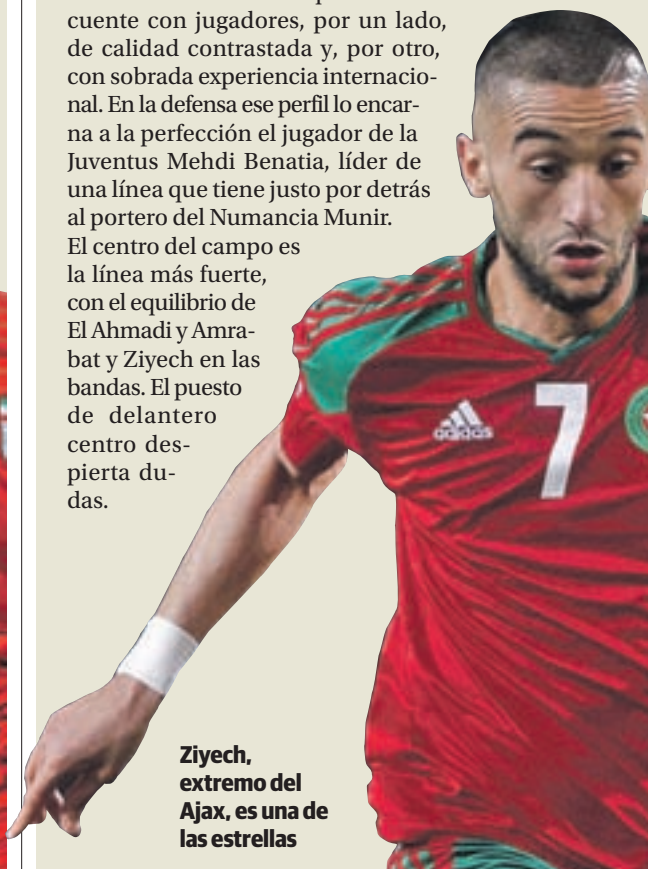 cuente con jugadores, por un lado,
de calidad contrastada y, por otro,
con sobrada experiencia internacio-
nal. En la defensa ese perfil lo encar-
na a la perfección el jugador de la
Juventus Mehdi Benatia, líder de
una línea que tiene justo por detrás
al portero del Numancia Munir.
El centro del campo es
la línea más fuerte,
con el equilibrio de
El Ahmadi y Amra-
bat y Ziyech en las
bandas. El puesto
de delantero
centro des-
pierta du-
das.
adidas
7
Ziyech,
extremo del
Ajax, es una de
las estrellas